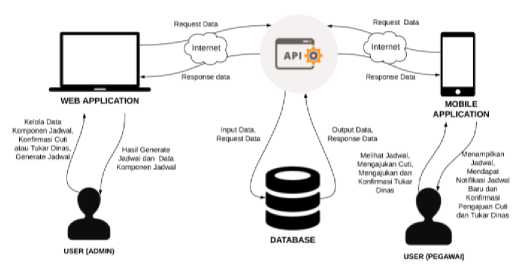 Request Data
Internet
Response data
API
Request Data
Internet
Response Data
WEB APPLICATION
MOBILE
APPLICATION
Kelola Data
Komponen Jadwal,
Konfirmasi Cuti
atau Tukar Dinas,
Generate Jadwal
Hasil Generate
Jadwal dan Data
Komponen Jadwal
Input Data,
Request Data
Output Data,
Response Data
Melihat Jadwal,
Mengajukan Cuti,
Mengajukan dan
Konfirmasi Tukar
Dinas
Menampilkan
Jadwal,
Mendapat
Notifikasi Jadwal
Baru dan
Konfirmasi
Pengajuan Cuti
dan Tukar Dinas
USER (ADMIN)
DATABASE
USER (PEGAWAI)